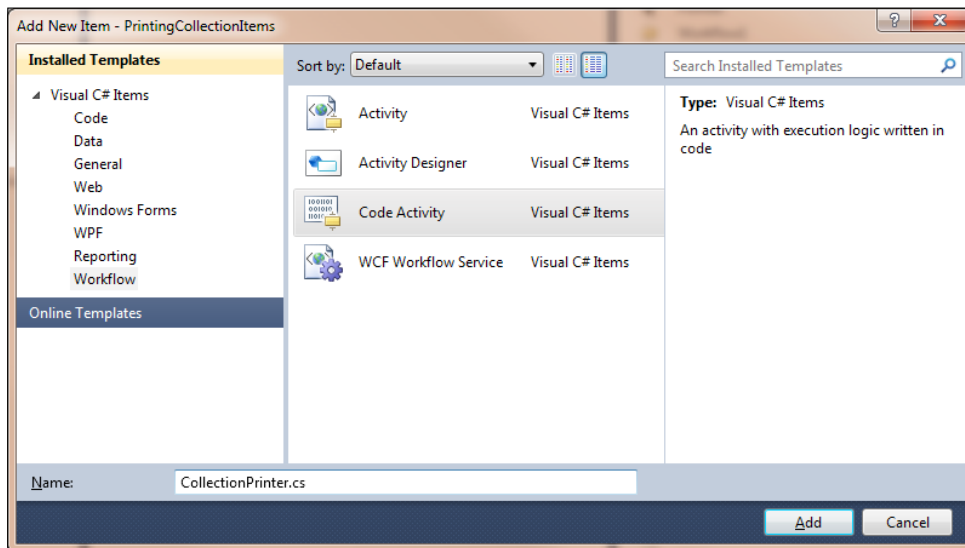 Add New Item - PrintingCollectionItems
Installed Templates
Visual C# Items
Code
Data
General
Web
Windows Forms
WPF
Reporting
Workflow
Online Templates
Sort by: Default
Activity Visual C# Items
Activity Designer Visual C# Items
Code Activity Visual C# Items
WCF Workflow Service Visual C# Items
Search Installed Templates
Type: Visual C# Items
An activity with execution logic written in
code
Name: CollectionPrinter.cs
Add Cancel